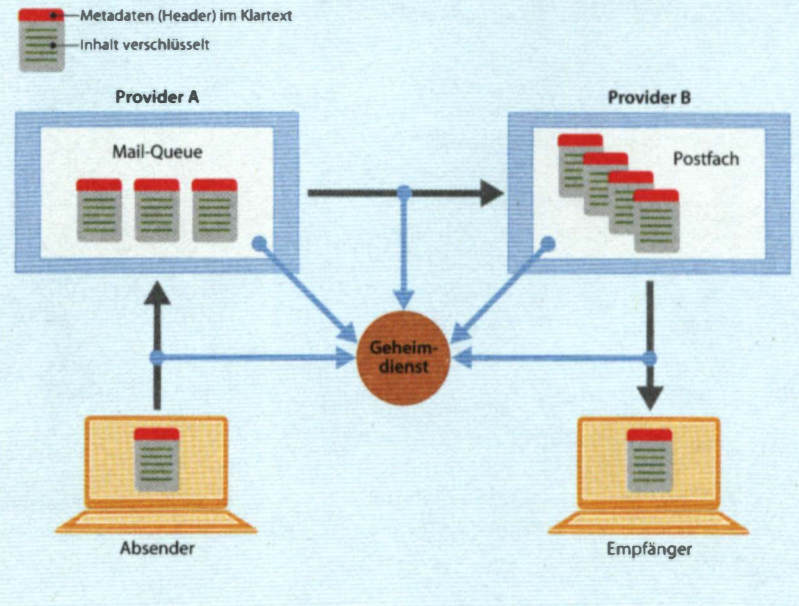 Metadaten (Header) im Klartext
Inhalt verschlüsselt
Provider A
Provider B
Mail-Queue
Postfach
Geheim-
dienst
Absender
Empfänger